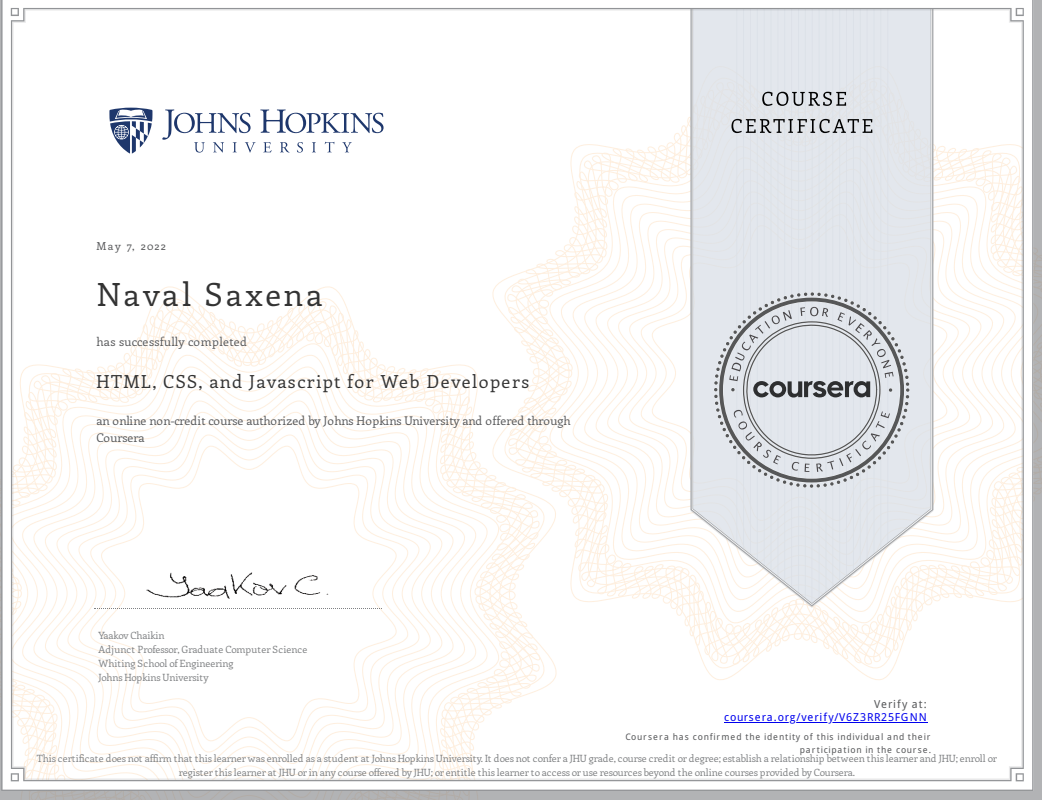 COURSE
CERTIFICATE
JOHNS HOPKINS
UNIVERSITY
May 7, 2022
Naval Saxena
has successfully completed
HTML, CSS, and Javascript for Web Developers
an online non-credit course authorized by Johns Hopkins University and offered through
Coursera
EDUCATION FOR EVERYONE
coursera
COURSE CERTIFICATE
Yaakov C.
Yaakov Chaikin
Adjunct Professor, Graduate Computer Science
Whiting School of Engineering
Johns Hopkins University
Verify at:
coursera.org/verify/V6Z3RR25FGNN
Coursera has confirmed the identity of this individual and their
participation in the course.
This certificate does not affirm that this learner was enrolled as a student at Johns Hopkins University. It does not confer a JHU grade, course credit or degree; establish a relationship between this learner and JHU; enroll or
register this learner at JHU or in any course offered by JHU; or entitle this learner to access or use resources beyond the online courses provided by Coursera.